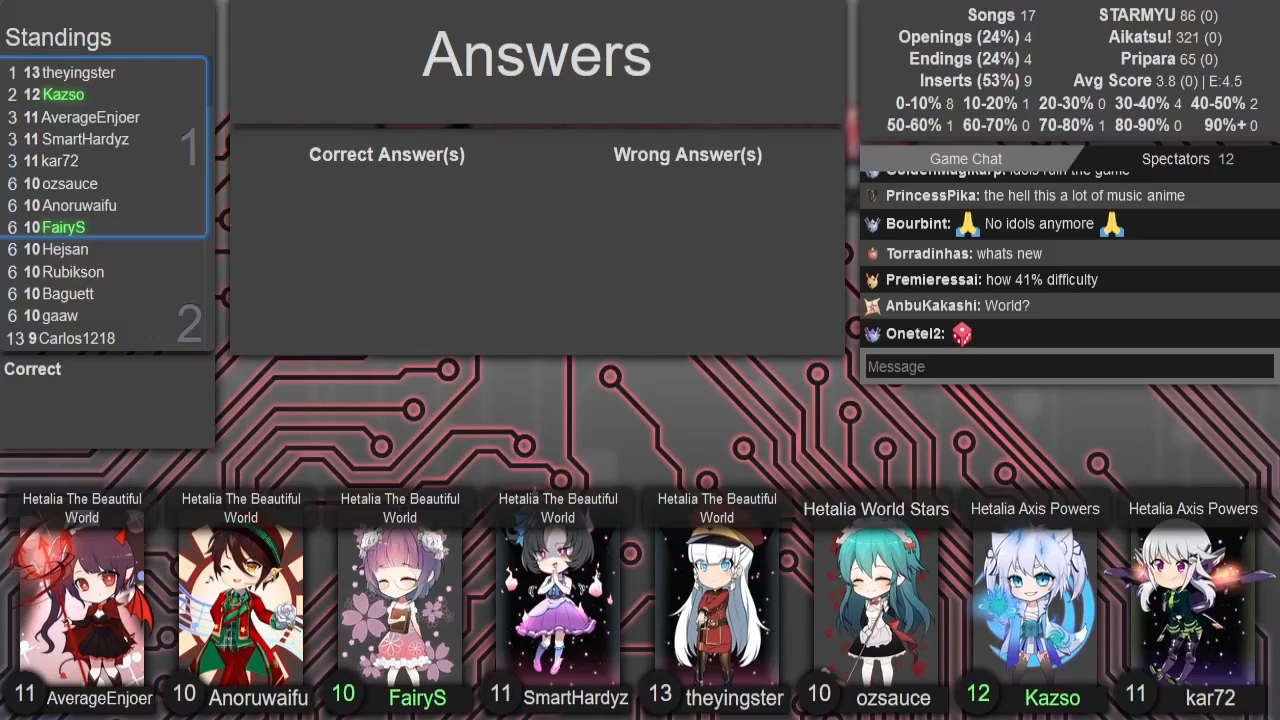 Standings
1 13 theyingster
2 12 Kazso
3 11 AverageEnjoer
3 11 SmartHardyz
3 11 kar72
6 10 ozsauce
6 10 Anoruwaifu
6 10 FairyS
1
6 10 Hejsan
6 10 Rubikson
6 10 Baguett
6 10 gaaw
13 9 Carlos1218
2
Correct
Answers
Correct Answer(s) Wrong Answer(s)
Songs 17 STARMYU 86 (0)
Openings (24%) 4 Aikatsu! 321 (0)
Endings (24%) 4 Pripara 65 (0)
Inserts (53%) 9 Avg Score 3.8 (0) | E:4.5
0-10% 8 10-20% 1 20-30% 0 30-40% 4 40-50% 2
50-60% 1 60-70% 0 70-80% 1 80-90% 0 90%+ 0
Game Chat Spectators 12
GoldenMagikarp: idols ruin the game
PrincessPika: the hell this a lot of music anime
Bourbint: 🙏 No idols anymore 🙏
Torradinhas: whats new
Premieressai: how 41% difficulty
AnbuKakashi: World?
Onetel2:
Message
Hetalia The Beautiful
World
Hetalia The Beautiful
World
Hetalia The Beautiful
World
Hetalia The Beautiful
World
Hetalia The Beautiful
World
Hetalia World Stars
Hetalia Axis Powers
Hetalia Axis Powers
11 AverageEnjoer
10 Anoruwaifu
10 FairyS
11 SmartHardyz
13 theyingster
10 ozsauce
12 Kazso
11 kar72